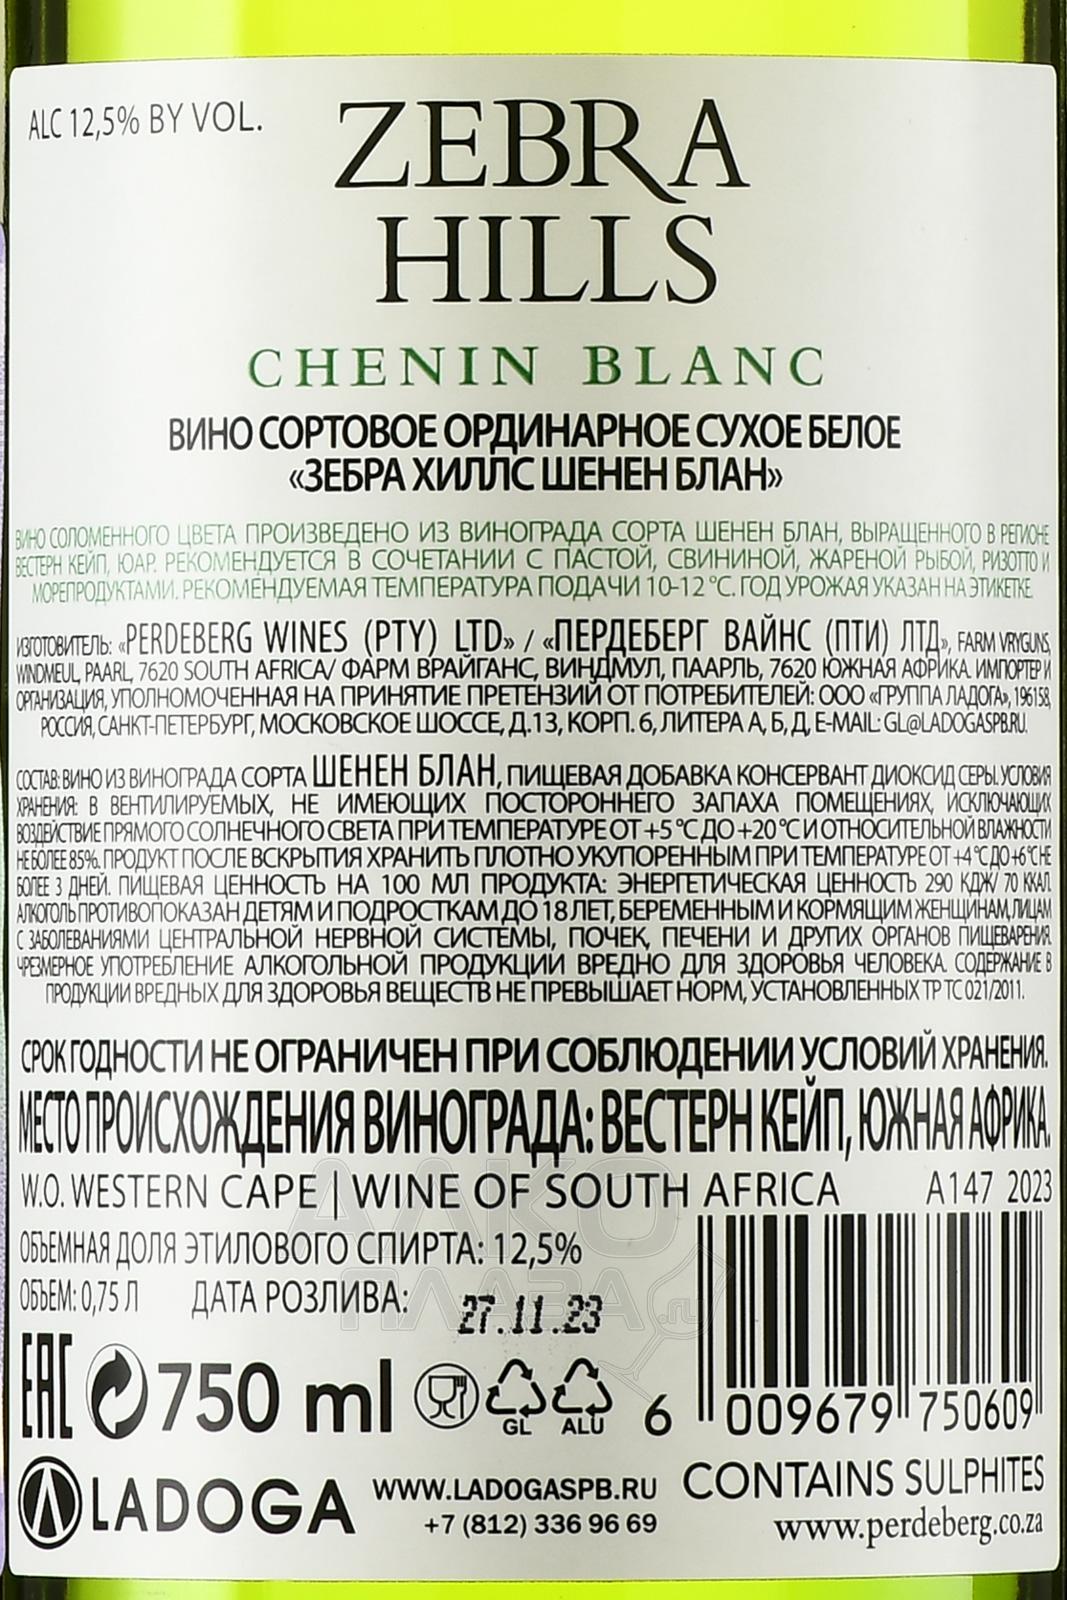 ALC 12,5% BY VOL.
ZEBRA
HILLS
CHENIN BLANC
ВИНО СОРТОВОЕ ОРДИНАРНОЕ СУХОЕ БЕЛОЕ
«ЗЕБРА ХИЛЛС ШЕНЕН БЛАН»
ВИНО СОЛОМЕННОГО ЦВЕТА ПРОИЗВЕДЕНО ИЗ ВИНОГРАДА СОРТА ШЕНЕН БЛАН, ВЫРАЩЕННОГО В РЕГИОНЕ
ВЕСТЕРН КЕЙП, ЮАР. РЕКОМЕНДУЕТСЯ В СОЧЕТАНИИ С ПАСТОЙ, СВИНИНОЙ, ЖАРЕНОЙ РЫБОЙ, РИЗОТТО И
МОРЕПРОДУКТАМИ. РЕКОМЕНДУЕМАЯ ТЕМПЕРАТУРА ПОДАЧИ 10-12 °С. ГОД УРОЖАЯ УКАЗАН НА ЭТИКЕТКЕ.
ИЗГОТОВИТЕЛЬ: «PERDEBERG WINES (PTY) LTD» / «ПЕРДЕБЕРГ ВАЙНС (ПТИ) ЛТД», FARM VRYGUNS,
WINDMEUL, PAARL, 7620 SOUTH AFRICA/ ФАРМ ВРАЙГАНС, ВИНДМУЛ, ПААРЛЬ, 7620 ЮЖНАЯ АФРИКА. ИМПОРТЕР И
ОРГАНИЗАЦИЯ, УПОЛНОМОЧЕННАЯ НА ПРИНЯТИЕ ПРЕТЕНЗИЙ ОТ ПОТРЕБИТЕЛЕЙ: ООО «ГРУППА ЛАДОГА», 196158,
РОССИЯ, САНКТ-ПЕТЕРБУРГ, МОСКОВСКОЕ ШОССЕ, Д.13, КОРП. 6, ЛИТЕРА А, Б, Д, E-MAIL: GL@LADOGASPB.RU.
СОСТАВ: ВИНО ИЗ ВИНОГРАДА СОРТА ШЕНЕН БЛАН, ПИЩЕВАЯ ДОБАВКА КОНСЕРВАНТ ДИОКСИД СЕРЫ. УСЛОВИЯ
ХРАНЕНИЯ: В ВЕНТИЛИРУЕМЫХ, НЕ ИМЕЮЩИХ ПОСТОРОННЕГО ЗАПАХА ПОМЕЩЕНИЯХ, ИСКЛЮЧАЮЩИХ
ВОЗДЕЙСТВИЕ ПРЯМОГО СОЛНЕЧНОГО СВЕТА ПРИ ТЕМПЕРАТУРЕ ОТ +5 °С ДО +20 °С И ОТНОСИТЕЛЬНОЙ ВЛАЖНОСТИ
НЕ БОЛЕЕ 85%. ПРОДУКТ ПОСЛЕ ВСКРЫТИЯ ХРАНИТЬ ПЛОТНО УКУПОРЕННЫМ ПРИ ТЕМПЕРАТУРЕ ОТ +4 °С ДО +6 °С НЕ
БОЛЕЕ 3 ДНЕЙ. ПИЩЕВАЯ ЦЕННОСТЬ НА 100 МЛ ПРОДУКТА: ЭНЕРГЕТИЧЕСКАЯ ЦЕННОСТЬ 290 КДЖ/ 70 ККАЛ.
АЛКОГОЛЬ ПРОТИВОПОКАЗАН ДЕТЯМ И ПОДРОСТКАМ ДО 18 ЛЕТ, БЕРЕМЕННЫМ И КОРМЯЩИМ ЖЕНЩИНАМ, ЛИЦАМ
С ЗАБОЛЕВАНИЯМИ ЦЕНТРАЛЬНОЙ НЕРВНОЙ СИСТЕМЫ, ПОЧЕК, ПЕЧЕНИ И ДРУГИХ ОРГАНОВ ПИЩЕВАРЕНИЯ.
ЧРЕЗМЕРНОЕ УПОТРЕБЛЕНИЕ АЛКОГОЛЬНОЙ ПРОДУКЦИИ ВРЕДНО ДЛЯ ЗДОРОВЬЯ ЧЕЛОВЕКА. СОДЕРЖАНИЕ В
ПРОДУКЦИИ ВРЕДНЫХ ДЛЯ ЗДОРОВЬЯ ВЕЩЕСТВ НЕ ПРЕВЫШАЕТ НОРМ, УСТАНОВЛЕННЫХ ТР ТС 021/2011.
СРОК ГОДНОСТИ НЕ ОГРАНИЧЕН ПРИ СОБЛЮДЕНИИ УСЛОВИЙ ХРАНЕНИЯ.
МЕСТО ПРОИСХОЖДЕНИЯ ВИНОГРАДА: ВЕСТЕРН КЕЙП, ЮЖНАЯ АФРИКА.
W.O. WESTERN CAPE | WINE OF SOUTH AFRICA A147 2023
ОБЪЕМНАЯ ДОЛЯ ЭТИЛОВОГО СПИРТА: 12,5%
ОБЪЕМ: 0,75 Л ДАТА РОЗЛИВА: 27.11.23
АЛКО
ПЛАЗА.ru
EAC 750 ml GL ALU 6 009679 750609
LADOGA WWW.LADOGASPB.RU
+7 (812) 336 96 69
CONTAINS SULPHITES
www.perdeberg.co.za